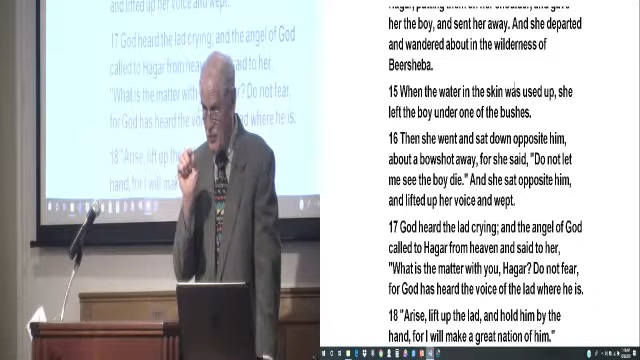 and lifted up her voice and wept.
17 God heard the lad crying; and the angel of God
called to Hagar from said to her,
"What is the matter with Do not fear,
for God has heard the lad where he is.
18 "Arise, lift up the
hand, for I will
Hagar, putting them on her shoulder, and gave
her the boy, and sent her away. And she departed
and wandered about in the wilderness of
Beersheba.
15 When the water in the skin was used up, she
left the boy under one of the bushes.
16 Then she went and sat down opposite him,
about a bowshot away, for she said, "Do not let
me see the boy die." And she sat opposite him,
and lifted up her voice and wept.
17 God heard the lad crying; and the angel of God
called to Hagar from heaven and said to her,
"What is the matter with you, Hagar? Do not fear,
for God has heard the voice of the lad where he is.
18 "Arise, lift up the lad, and hold him by the
hand, for I will make a great nation of him."